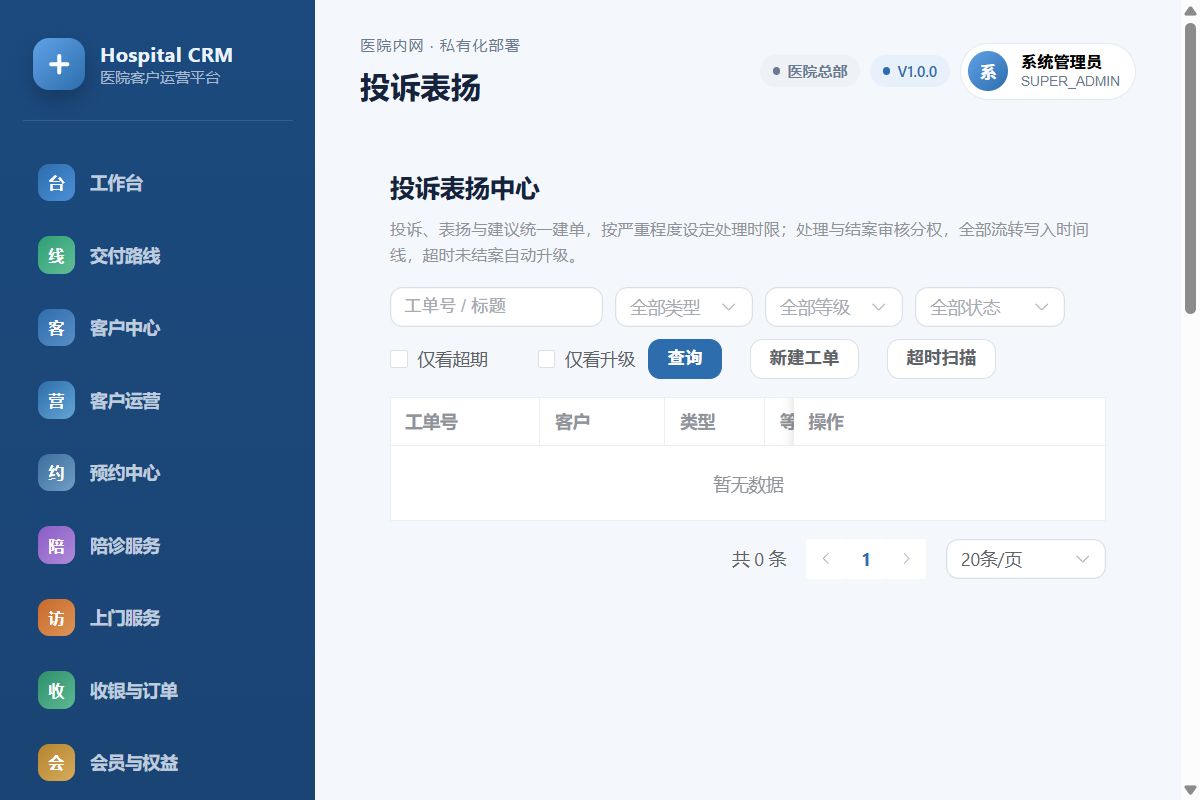 Hospital CRM
医院客户运营平台
台 工作台
线 交付路线
客 客户中心
营 客户运营
约 预约中心
陪 陪诊服务
访 上门服务
收 收银与订单
会 会员与权益
医院内网 · 私有化部署
投诉表扬
医院总部
V1.0.0
系 系统管理员
SUPER_ADMIN
投诉表扬中心
投诉、表扬与建议统一建单，按严重程度设定处理时限；处理与结案审核分权，全部流转写入时间
线，超时未结案自动升级。
工单号 / 标题 全部类型 全部等级 全部状态
仅看超期 仅看升级 查询 新建工单 超时扫描
工单号 客户 类型 等 操作
暂无数据
共 0 条 1 20条/页